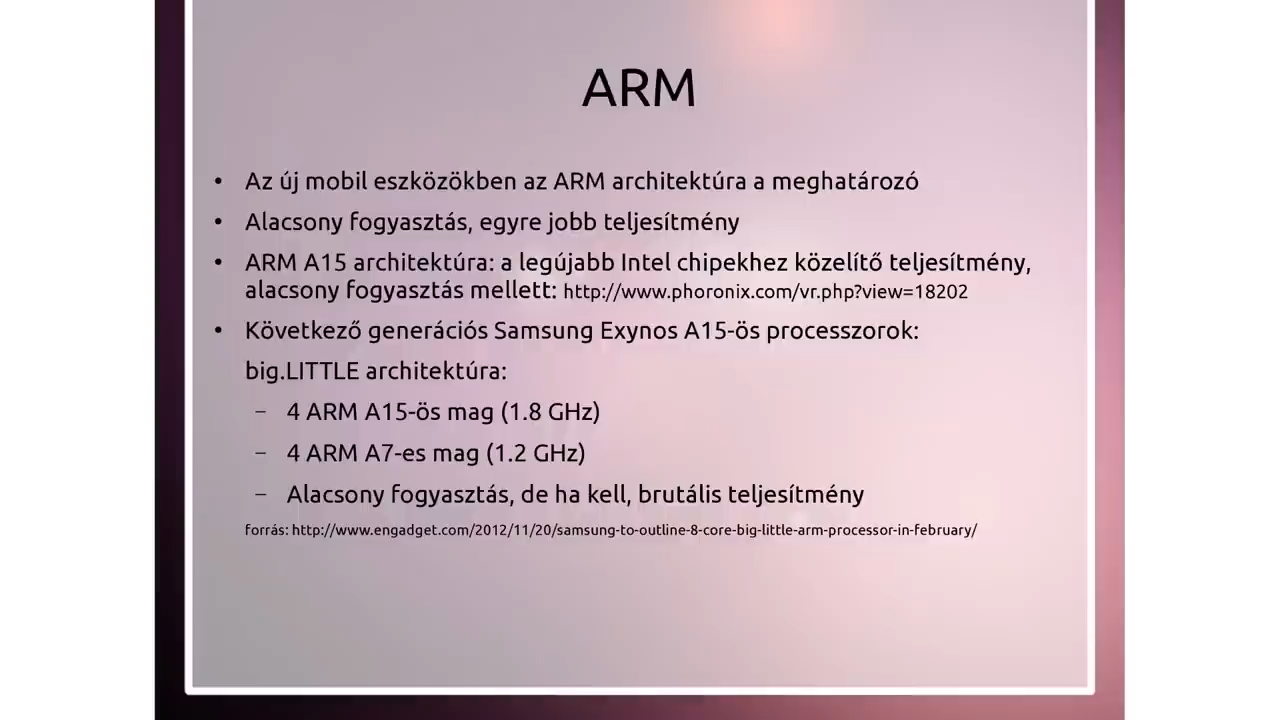 ARM
• Az új mobil eszközökben az ARM architektúra a meghatározó
• Alacsony fogyasztás, egyre jobb teljesítmény
• ARM A15 architektúra: a legújabb Intel chipekhez közelítő teljesítmény,
alacsony fogyasztás mellett: http://www.phoronix.com/vr.php?view=18202
• Következő generációs Samsung Exynos A15-ös processzorok:
big.LITTLE architektúra:
– 4 ARM A15-ös mag (1.8 GHz)
– 4 ARM A7-es mag (1.2 GHz)
– Alacsony fogyasztás, de ha kell, brutális teljesítmény
forrás: http://www.engadget.com/2012/11/20/samsung-to-outline-8-core-big-little-arm-processor-in-february/